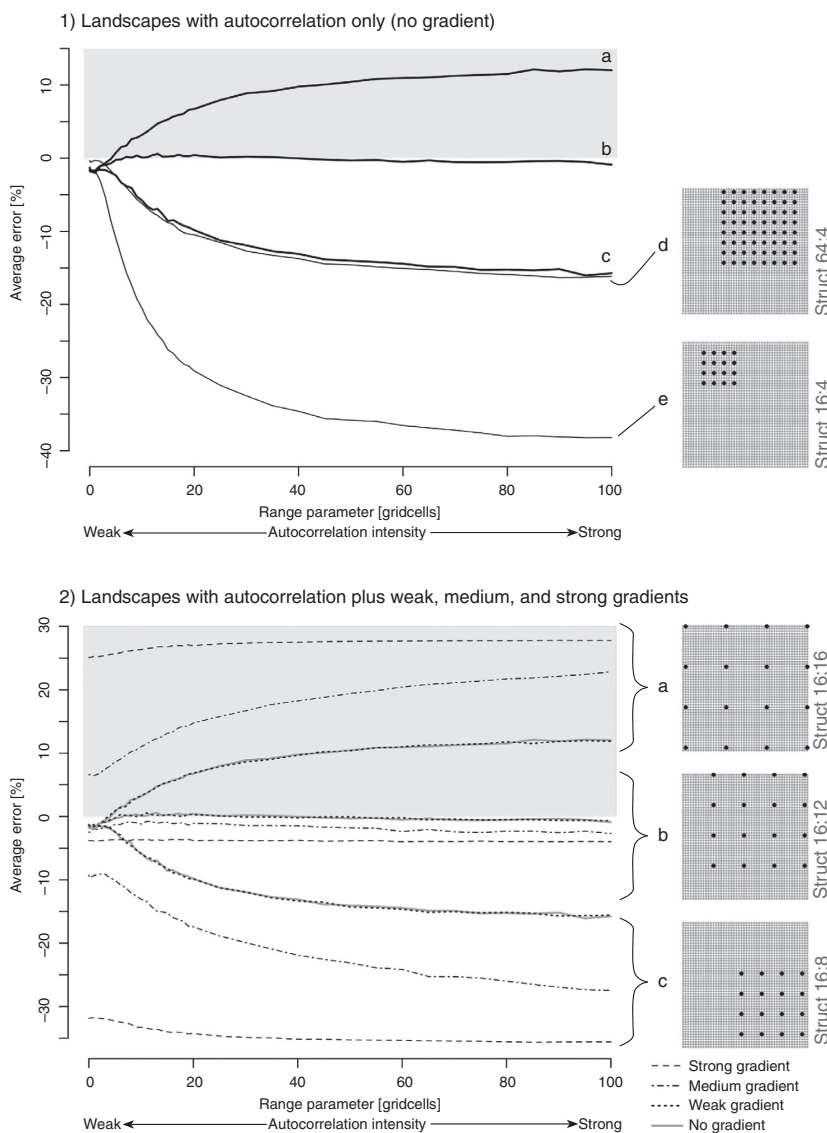 1) Landscapes with autocorrelation only (no gradient)
Average error [%]
10
0
−10
−20
−30
−40
a
b
c
d
e
0 20 40 60 80 100
Range parameter [gridcells]
Weak Autocorrelation intensity Strong
Struct 64:4
Struct 16:4
2) Landscapes with autocorrelation plus weak, medium, and strong gradients
Average error [%]
30
20
10
0
−10
−20
−30
a
b
c
0 20 40 60 80 100
Range parameter [gridcells]
Weak Autocorrelation intensity Strong
Struct 16:16
Struct 16:12
Struct 16:8
Strong gradient
Medium gradient
Weak gradient
No gradient